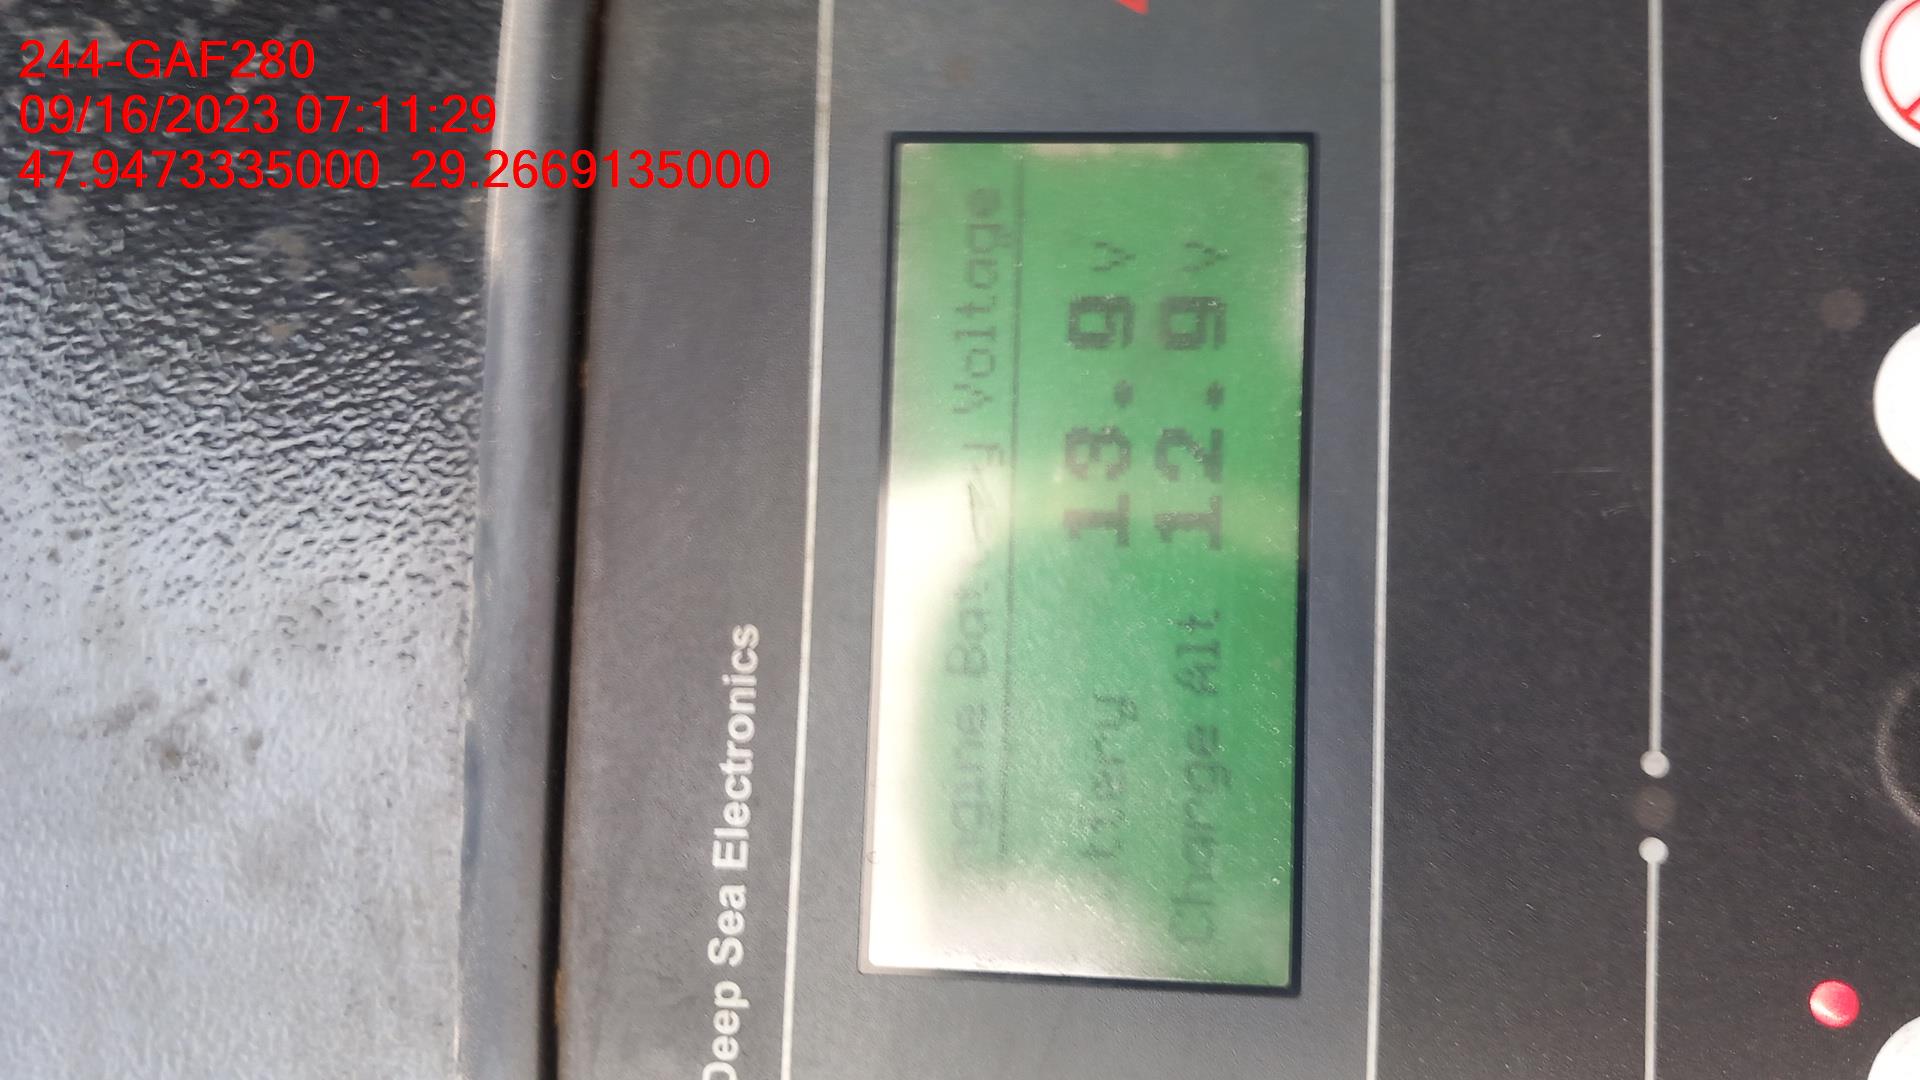 244-GAF280
09/16/2023 07:11:29
47.9473335000 29.2669135000
Deep Sea Electronics
Battery Voltage
13.9 V
Charge Alt 12.9 V